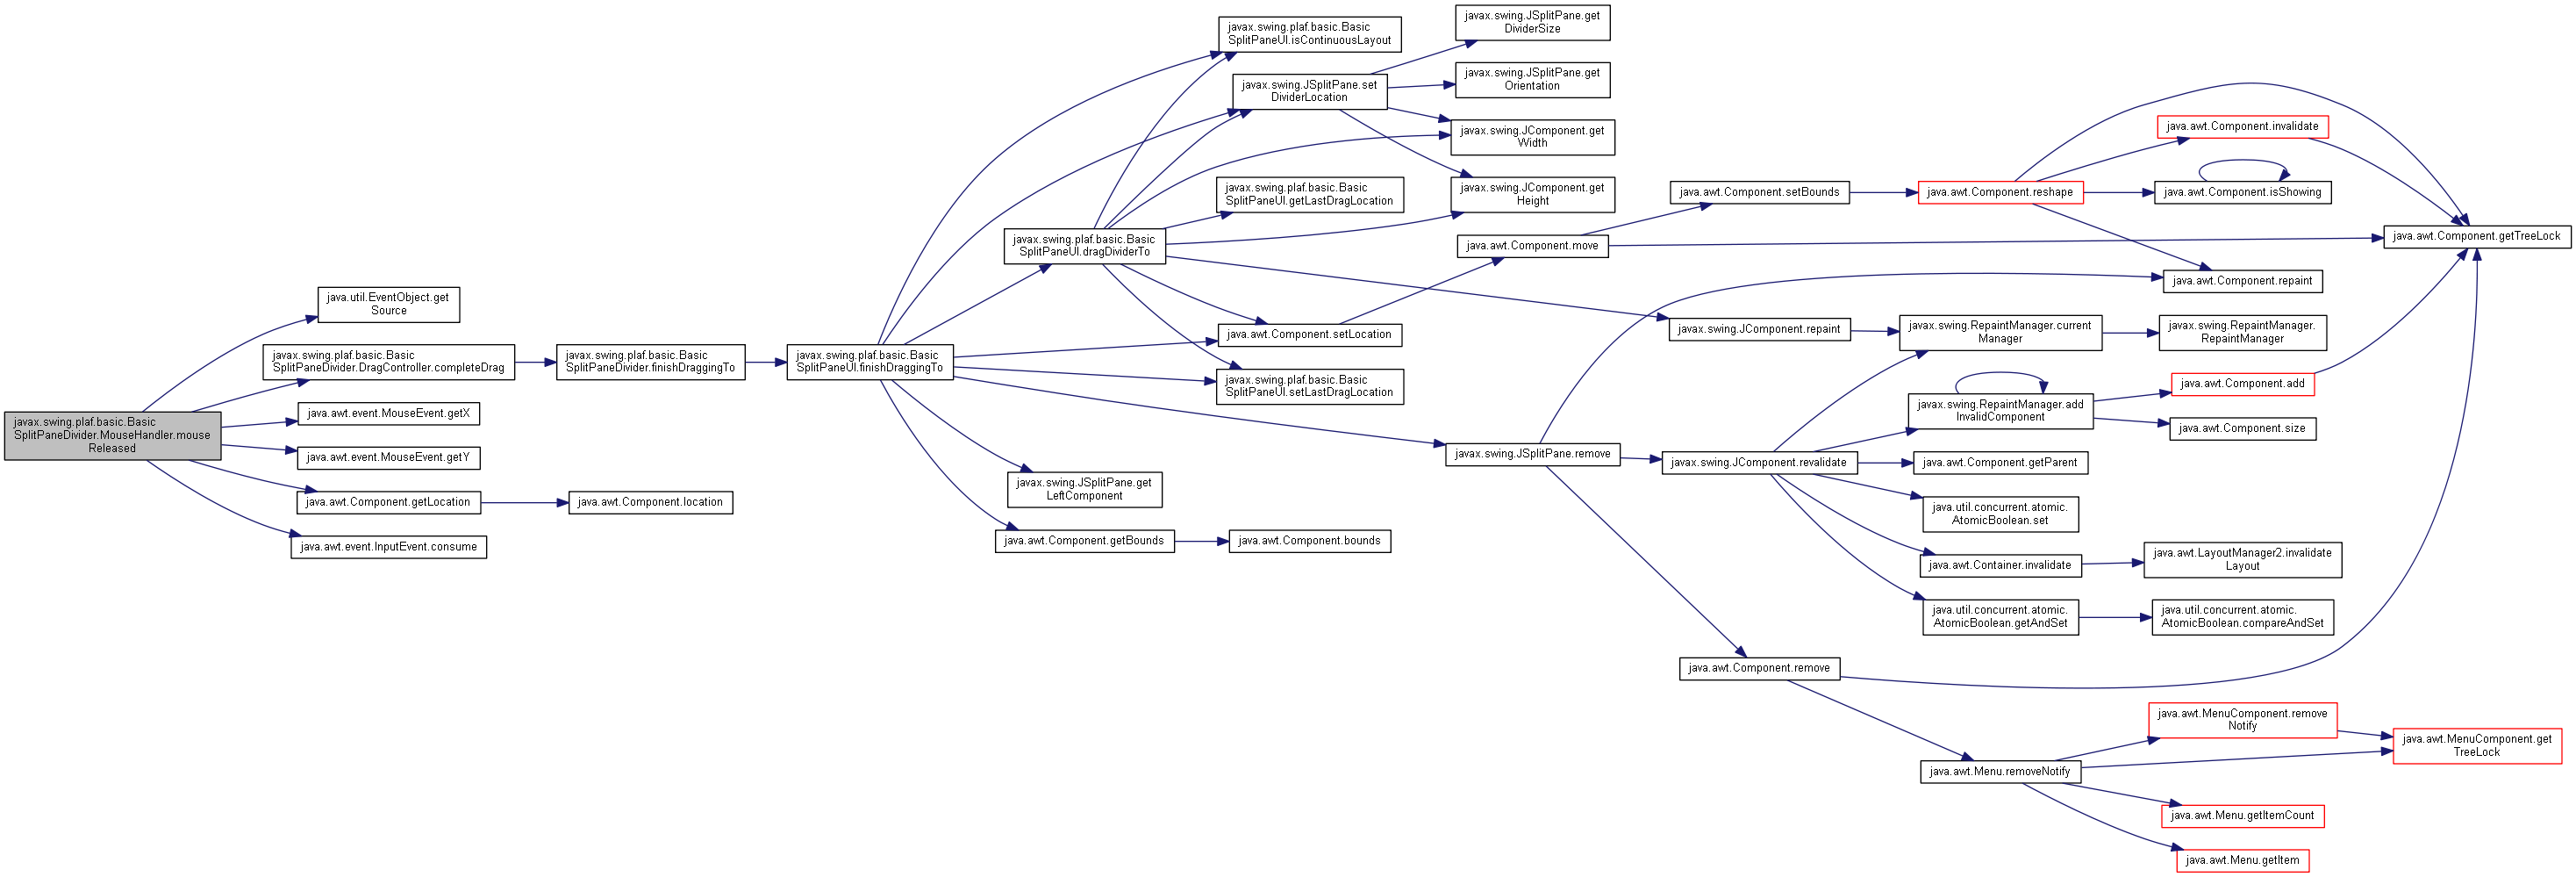 javax.swing.plaf.basic.Basic
SplitPaneDivider.MouseHandler.mouse
Released
java.util.EventObject.get
Source
javax.swing.plaf.basic.Basic
SplitPaneDivider.DragController.completeDrag
java.awt.event.MouseEvent.getX
java.awt.event.MouseEvent.getY
java.awt.Component.getLocation
java.awt.event.InputEvent.consume
javax.swing.plaf.basic.Basic
SplitPaneDivider.finishDraggingTo
java.awt.Component.location
javax.swing.plaf.basic.Basic
SplitPaneUI.finishDraggingTo
javax.swing.plaf.basic.Basic
SplitPaneUI.dragDividerTo
javax.swing.JSplitPane.get
LeftComponent
java.awt.Component.getBounds
javax.swing.plaf.basic.Basic
SplitPaneUI.isContinuousLayout
javax.swing.JSplitPane.set
DividerLocation
javax.swing.plaf.basic.Basic
SplitPaneUI.getLastDragLocation
java.awt.Component.setLocation
javax.swing.plaf.basic.Basic
SplitPaneUI.setLastDragLocation
java.awt.Component.bounds
javax.swing.JSplitPane.get
DividerSize
javax.swing.JSplitPane.get
Orientation
javax.swing.JComponent.get
Width
javax.swing.JComponent.get
Height
java.awt.Component.move
javax.swing.JSplitPane.remove
java.awt.Component.setBounds
javax.swing.JComponent.repaint
javax.swing.JComponent.revalidate
java.awt.Component.remove
java.awt.Component.reshape
javax.swing.RepaintManager.current
Manager
javax.swing.RepaintManager.add
InvalidComponent
java.awt.Component.getParent
java.util.concurrent.atomic.
AtomicBoolean.set
java.awt.Container.invalidate
java.util.concurrent.atomic.
AtomicBoolean.getAndSet
java.awt.Menu.removeNotify
java.awt.Component.invalidate
java.awt.Component.isShowing
java.awt.Component.repaint
javax.swing.RepaintManager.
RepaintManager
java.awt.Component.add
java.awt.Component.size
java.awt.LayoutManager2.invalidate
Layout
java.util.concurrent.atomic.
AtomicBoolean.compareAndSet
java.awt.MenuComponent.remove
Notify
java.awt.Menu.getItemCount
java.awt.Menu.getItem
java.awt.Component.getTreeLock
java.awt.MenuComponent.get
TreeLock